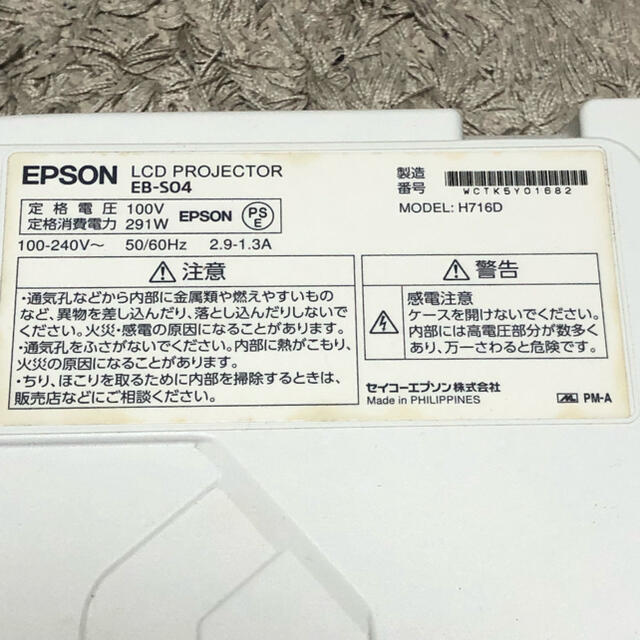 EPSON LCD PROJECTOR
EB-S04
定格電圧 100V
定格消費電力 291W
EPSON
PS
E
100-240V〜 50/60Hz 2.9-1.3A
製造
番号
WCTK5Y01682
MODEL: H716D
注意
・通気孔などから内部に金属類や燃えやすいもの
など、異物を差し込んだり、落とし込んだりしないで
ください。火災・感電の原因になることがあります。
・通気孔をふさがないでください。内部に熱がこもり、
火災の原因になることがあります。
・ちり、ほこりを取るために内部を掃除するときは、
販売店などにご相談ください。
警告
感電注意
ケースを開けないでください。
内部には高電圧部分が数多く
あり、万一さわると危険です。
セイコーエプソン株式会社
Made in PHILIPPINES
PM-A